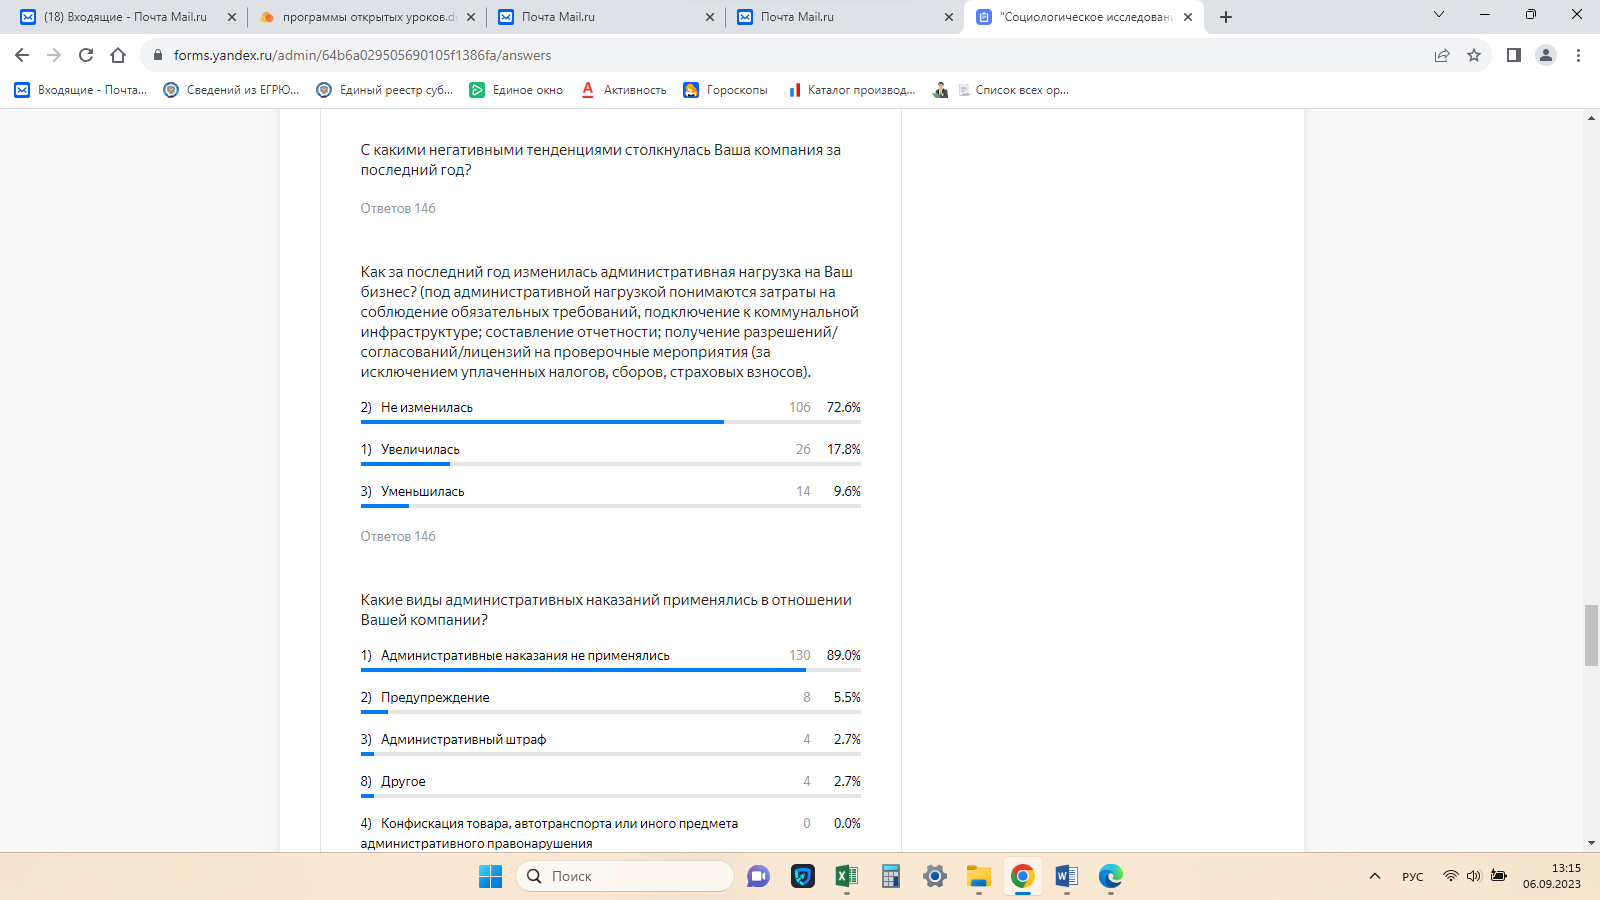 (18) Входящие - Почта Mail.ru
программы открытых уроков.do
Почта Mail.ru
Почта Mail.ru
"Социологическое исследовани
forms.yandex.ru/admin/64b6a029505690105f1386fa/answers
Входящие - Почта...
Сведений из ЕГРЮ...
Единый реестр суб...
Единое окно
Активность
Гороскопы
Каталог производ...
Список всех ор...
С какими негативными тенденциями столкнулась Ваша компания за
последний год?
Ответов 146
Как за последний год изменилась административная нагрузка на Ваш
бизнес? (под административной нагрузкой понимаются затраты на
соблюдение обязательных требований, подключение к коммунальной
инфраструктуре; составление отчетности; получение разрешений/
согласований/лицензий на проверочные мероприятия (за
исключением уплаченных налогов, сборов, страховых взносов).
2) Не изменилась 106 72.6%
1) Увеличилась 26 17.8%
3) Уменьшилась 14 9.6%
Ответов 146
Какие виды административных наказаний применялись в отношении
Вашей компании?
1) Административные наказания не применялись 130 89.0%
2) Предупреждение 8 5.5%
3) Административный штраф 4 2.7%
8) Другое 4 2.7%
4) Конфискация товара, автотранспорта или иного предмета 0 0.0%
административного правонарушения
Поиск
РУС
13:15
06.09.2023